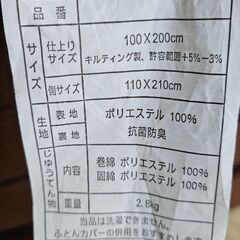 品番
サイズ
仕上り
サイズ
100X200cm
キルティング製、許容範囲+5%-3%
側サイズ
110X210cm
生地
表地
ポリエステル 100%
裏地
抗菌防臭
じゅうてん物
内容
巻綿 ポリエステル 100%
固綿 ポリエステル 100%
重量
2.8kg
当品は洗濯できません。
ふとんカバーの併用をおすすめします